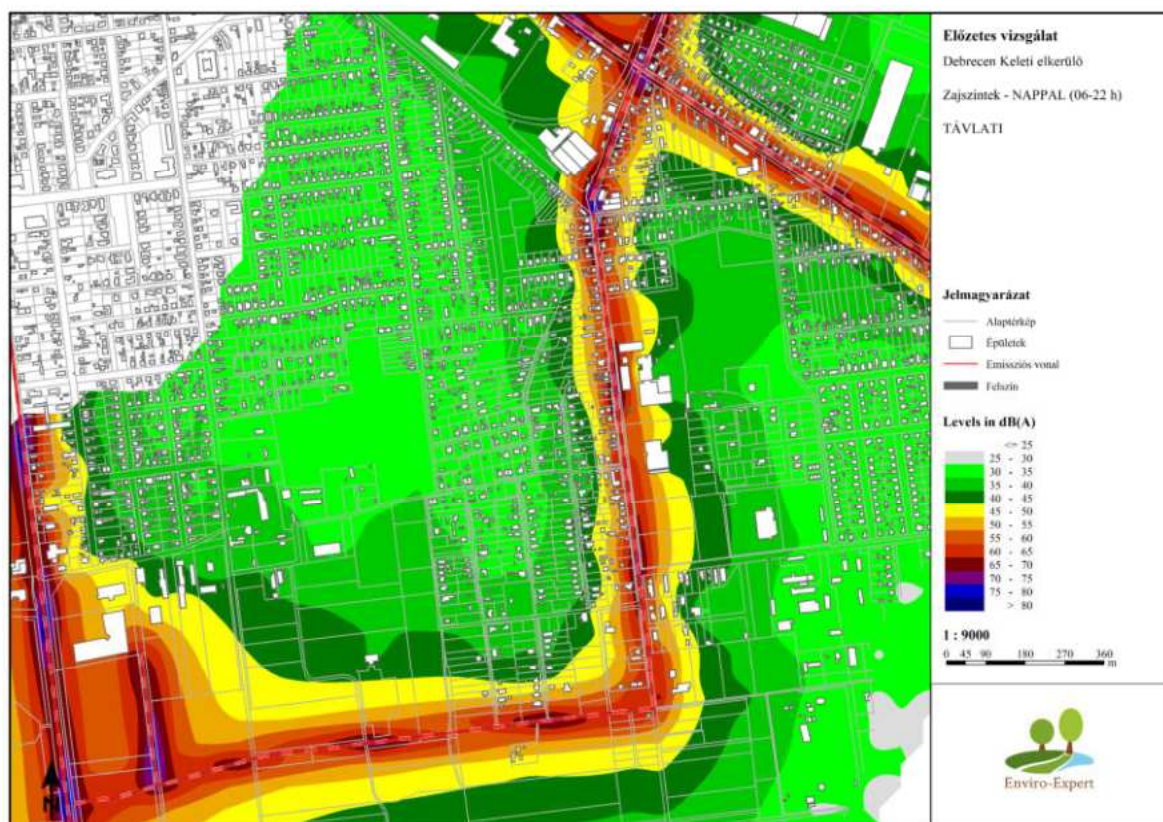 Előzetes vizsgálat
Debrecen Keleti elkerülő
Zajszintek - NAPPAL (06-22 h)
TÁVLATI
Jelmagyarázat
Alaptérkép
Épületek
Emissziós vonal
Felszín
Levels in dB(A)
<= 25
25 - 30
30 - 35
35 - 40
40 - 45
45 - 50
50 - 55
55 - 60
60 - 65
65 - 70
70 - 75
75 - 80
> 80
1 : 9000
0 45 90 180 270 360
m
Enviro-Expert